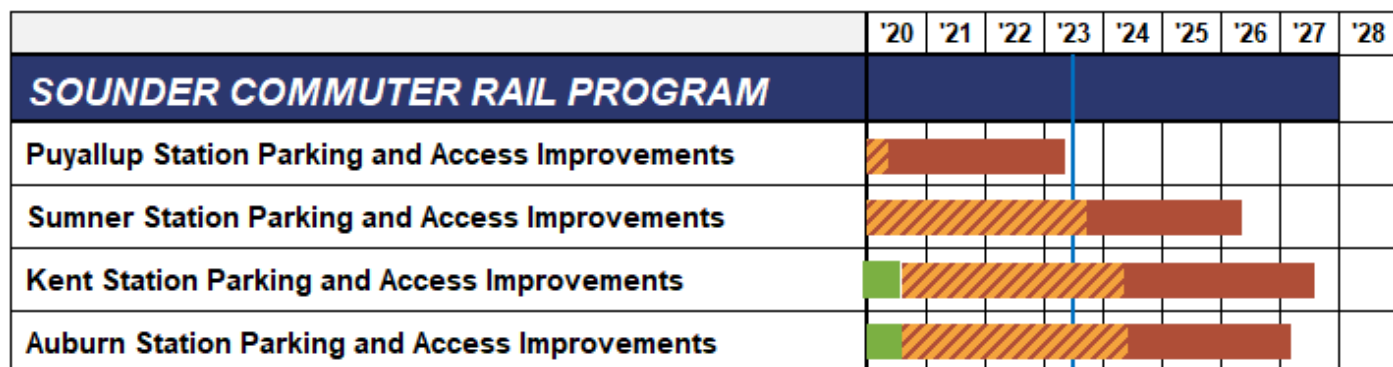 '20 '21 '22 '23 '24 '25 '26 '27 '28
SOUNDER COMMUTER RAIL PROGRAM
Puyallup Station Parking and Access Improvements
Sumner Station Parking and Access Improvements
Kent Station Parking and Access Improvements
Auburn Station Parking and Access Improvements